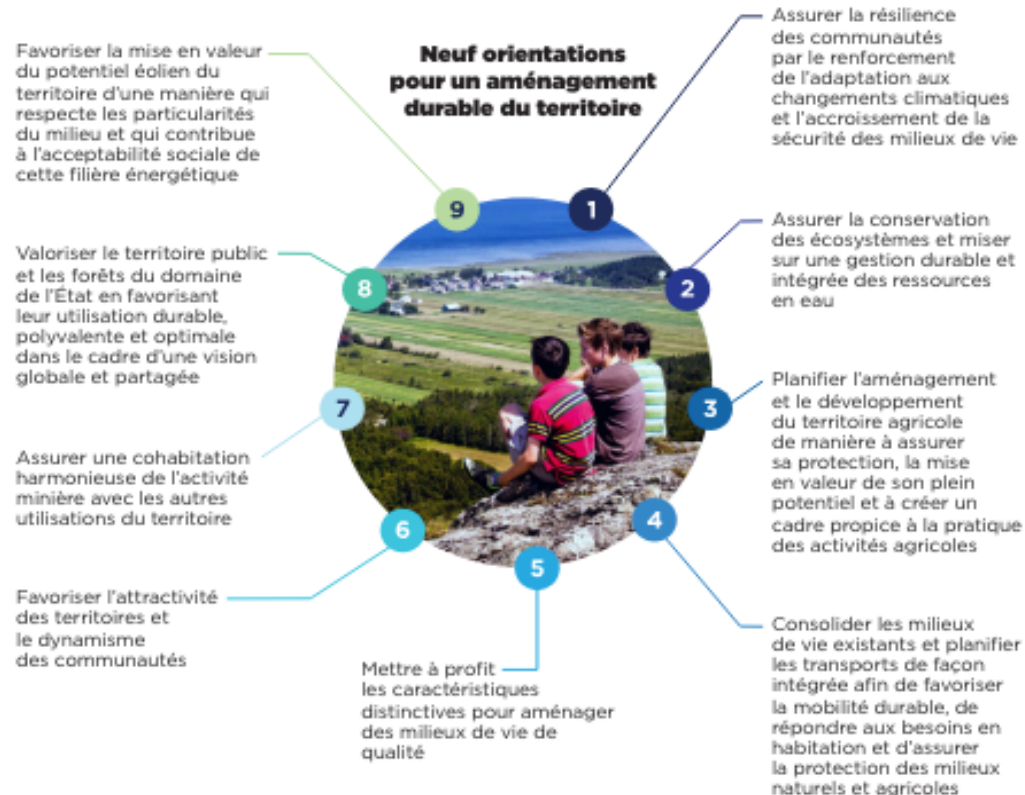 Neuf orientations
pour un aménagement
durable du territoire
1
Assurer la résilience
des communautés
par le renforcement
de l'adaptation aux
changements climatiques
et l'accroissement de la
sécurité des milieux de vie
2
Assurer la conservation
des écosystèmes et miser
sur une gestion durable et
intégrée des ressources
en eau
3
Planifier l'aménagement
et le développement
du territoire agricole
de manière à assurer
sa protection, la mise
en valeur de son plein
potentiel et à créer un
cadre propice à la pratique
des activités agricoles
4
Consolider les milieux
de vie existants et planifier
les transports de façon
intégrée afin de favoriser
la mobilité durable, de
répondre aux besoins en
habitation et d'assurer
la protection des milieux
naturels et agricoles
5
Mettre à profit
les caractéristiques
distinctives pour aménager
des milieux de vie de
qualité
6
Favoriser l'attractivité
des territoires et
le dynamisme
des communautés
7
Assurer une cohabitation
harmonieuse de l'activité
minière avec les autres
utilisations du territoire
8
Valoriser le territoire public
et les forêts du domaine
de l'État en favorisant
leur utilisation durable,
polyvalente et optimale
dans le cadre d'une vision
globale et partagée
9
Favoriser la mise en valeur
du potentiel éolien du
territoire d'une manière qui
respecte les particularités
du milieu et qui contribue
à l'acceptabilité sociale de
cette filière énergétique